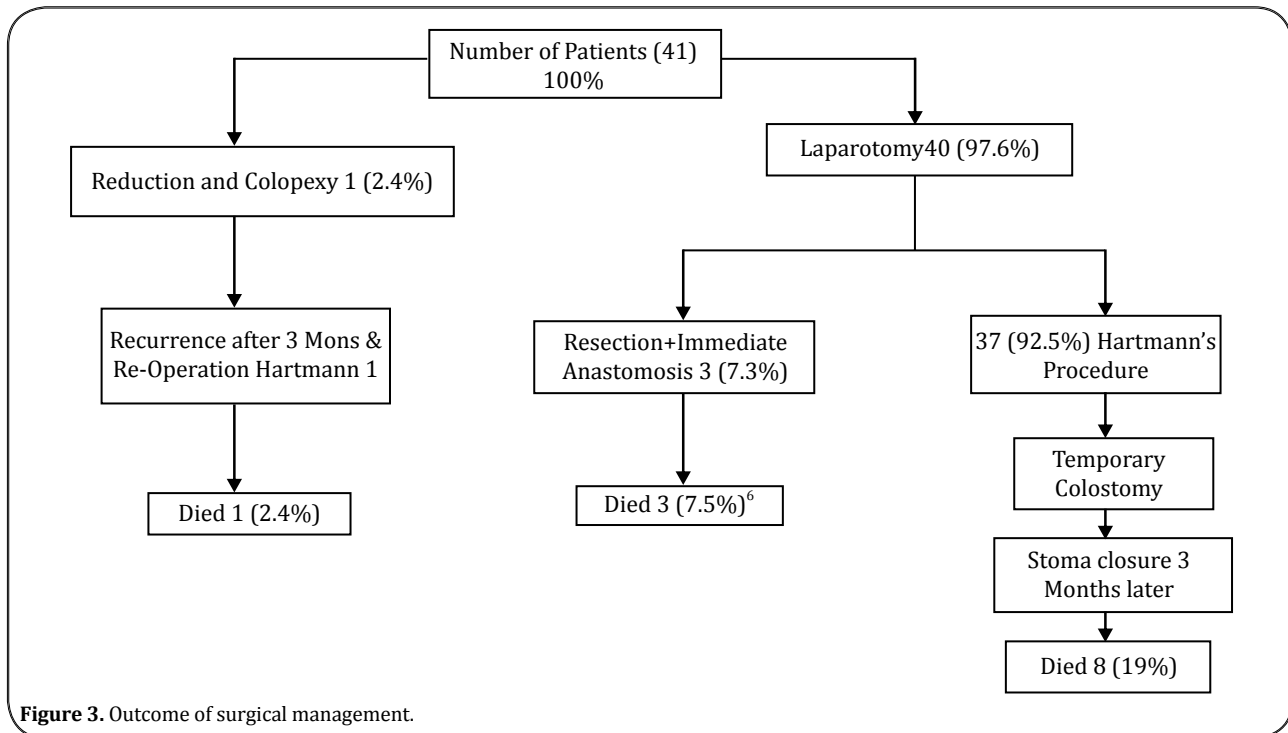 Number of Patients (41)
100%
Reduction and Colopexy 1 (2.4%)
Laparotomy40 (97.6%)
Recurrence after 3 Mons &
Re-Operation Hartmann 1
Resection+Immediate
Anastomosis 3 (7.3%)
37 (92.5%) Hartmann’s
Procedure
Died 1 (2.4%)
Died 3 (7.5%)⁶
Temporary
Colostomy
Stoma closure 3
Months later
Died 8 (19%)
Figure 3. Outcome of surgical management.